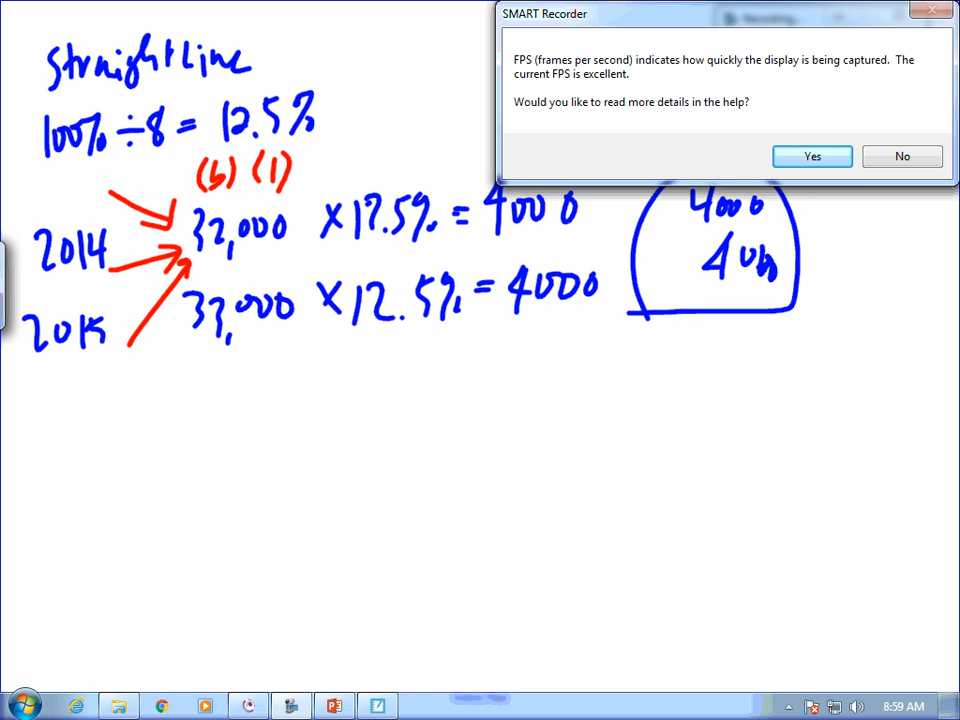 SMART Recorder
FPS (frames per second) indicates how quickly the display is being captured. The
current FPS is excellent.
Would you like to read more details in the help?
Yes
No
Straight Line
100% ÷ 8 = 12.5%
(b) (1)
2014 32,000 × 12.5% = 4000
4000
4000
2015 32,000 × 12.5% = 4000
8:59 AM